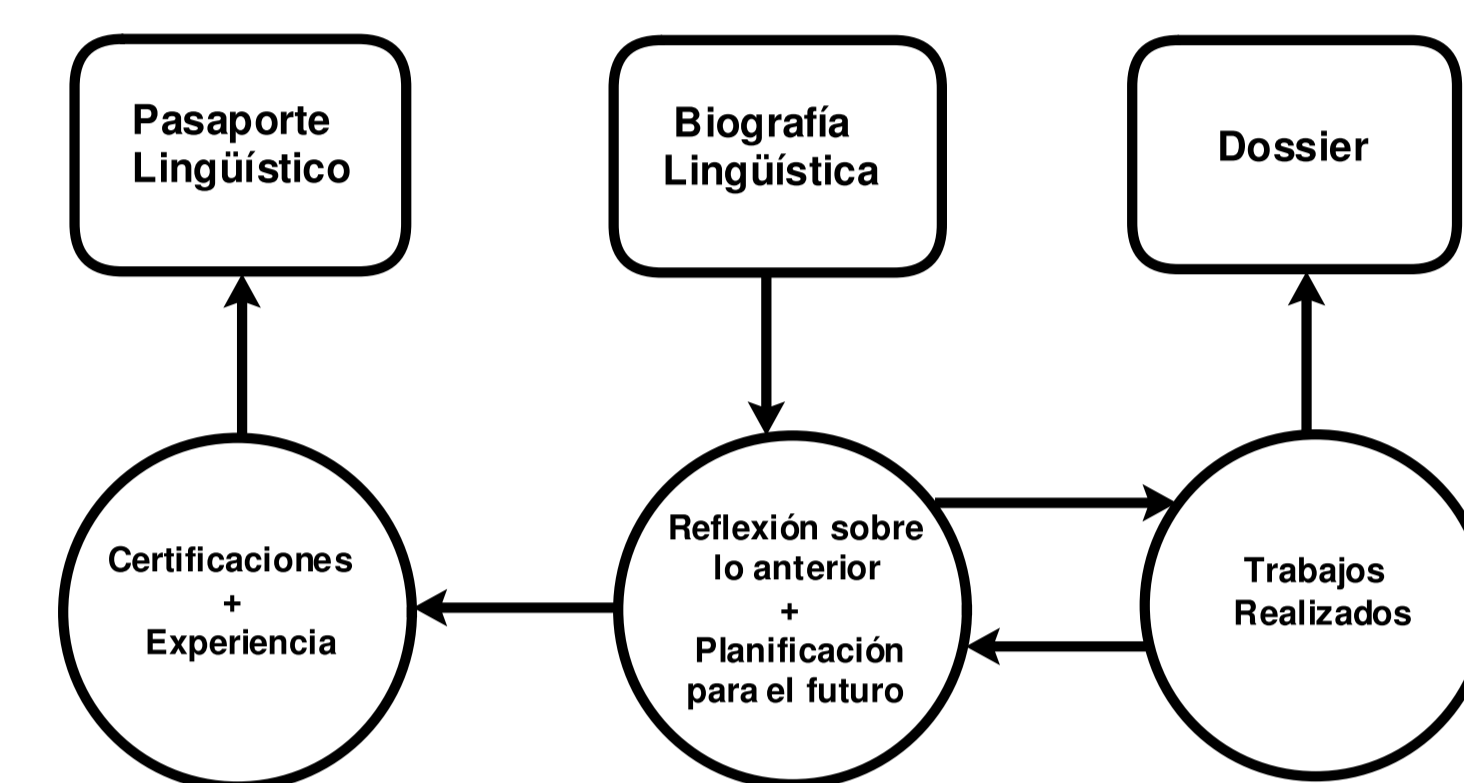 Pasaporte
Lingüístico
Biografía
Lingüística
Dossier
Certificaciones
+
Experiencia
Reflexión sobre
lo anterior
+
Planificación
para el futuro
Trabajos
Realizados